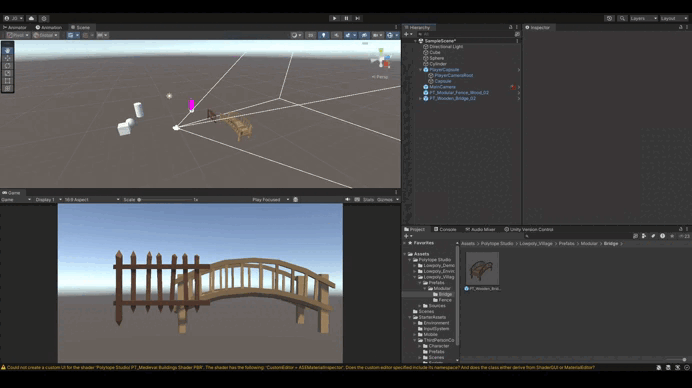 Animator Animation Scene
Hierarchy
Inspector
Layers Layout
Pivot Global
SampleScene*
Directional Light
Cube
Sphere
Cylinder
PlayerCapsule
PlayerCameraRoot
Capsule
MainCamera
PT_Modular_Fence_Wood_02
PT_Wooden_Bridge_03
Persp
Game
Game Display 1 16:9 Aspect Scale 1x Play Focused Stats Gizmos
Project Console Audio Mixer Unity Version Control
Favorites
Assets > Polytope Studio > Lowpoly_Village > Prefabs > Modular > Bridge >
Assets
Polytope Studio
Lowpoly_Village
Prefabs
Modular
Bridge
Fence
Sources
Scenes
StarterAssets
Environment
InputSystem
Mobile
Character
Prefabs
Scenes
PT_Wooden_Brid...
Could not create a custom UI for the shader 'Polytope Studio/ PT_Medieval Buildings Shader PBR'. The shader has the following: 'CustomEditor = ASEMaterialInspector'. Does the custom editor specified include its namespace? And does the class either derive from ShaderGUI or MaterialEditor?